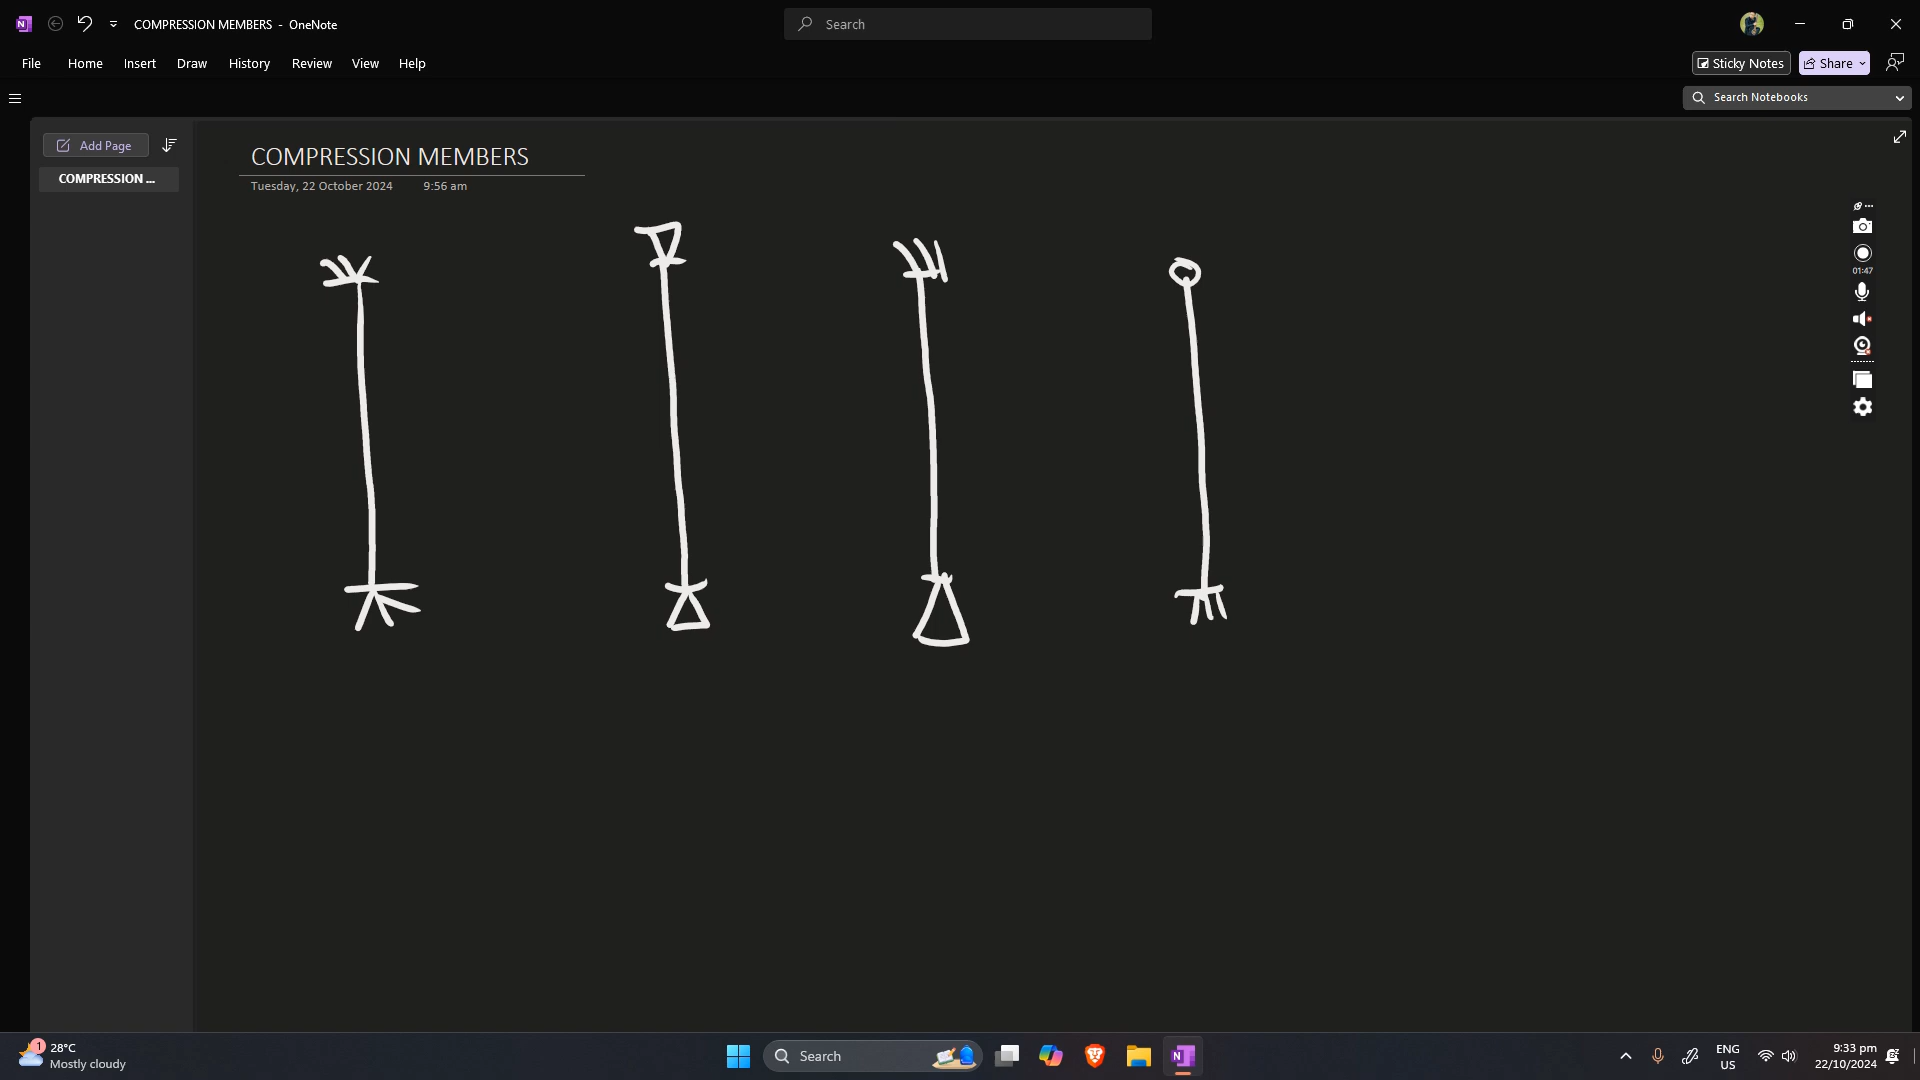 COMPRESSION MEMBERS - OneNote
Search
File Home Insert Draw History Review View Help
Sticky Notes Share
Search Notebooks
Add Page
COMPRESSION ...
COMPRESSION MEMBERS
Tuesday, 22 October 2024 9:56 am
01:47
1
28°C
Mostly cloudy
Search
ENG
US
9:33 pm
22/10/2024